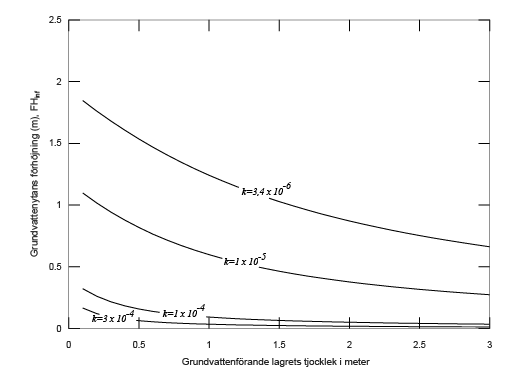 2.5
2
1.5
1
0.5
0
Grundvattenytans förhöjning (m), FHinf
k=3,4 x 10-6
k=1 x 10-5
k=1 x 10-4
k=3 x 10-4
0 0.5 1 1.5 2 2.5 3
Grundvattenförande lagrets tjocklek i meter